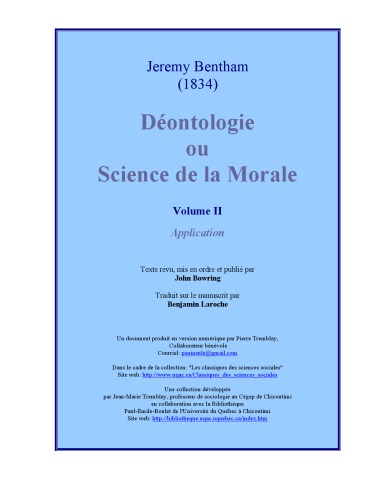 Jeremy Bentham
(1834)
Déontologie
ou
Science de la Morale
Volume II
Application
Texte revu, mis en ordre et publié par
John Bowring
Traduit sur le manuscrit par
Benjamin Laroche
Un document produit en version numérique par Pierre Tremblay,
Collaborateur bénévole
Courriel: peninsule@gmail.com
Dans le cadre de la collection: "Les classiques des sciences sociales"
Site web: http://www.uqac.ca/Classiques_des_sciences_sociales
Une collection développée
par Jean-Marie Tremblay, professeur de sociologie au Cégep de Chicoutimi
en collaboration avec la Bibliothèque
Paul-Émile-Boulet de l'Université du Québec à Chicoutimi
Site web: http://bibliotheque.uqac.uquebec.ca/index.htm